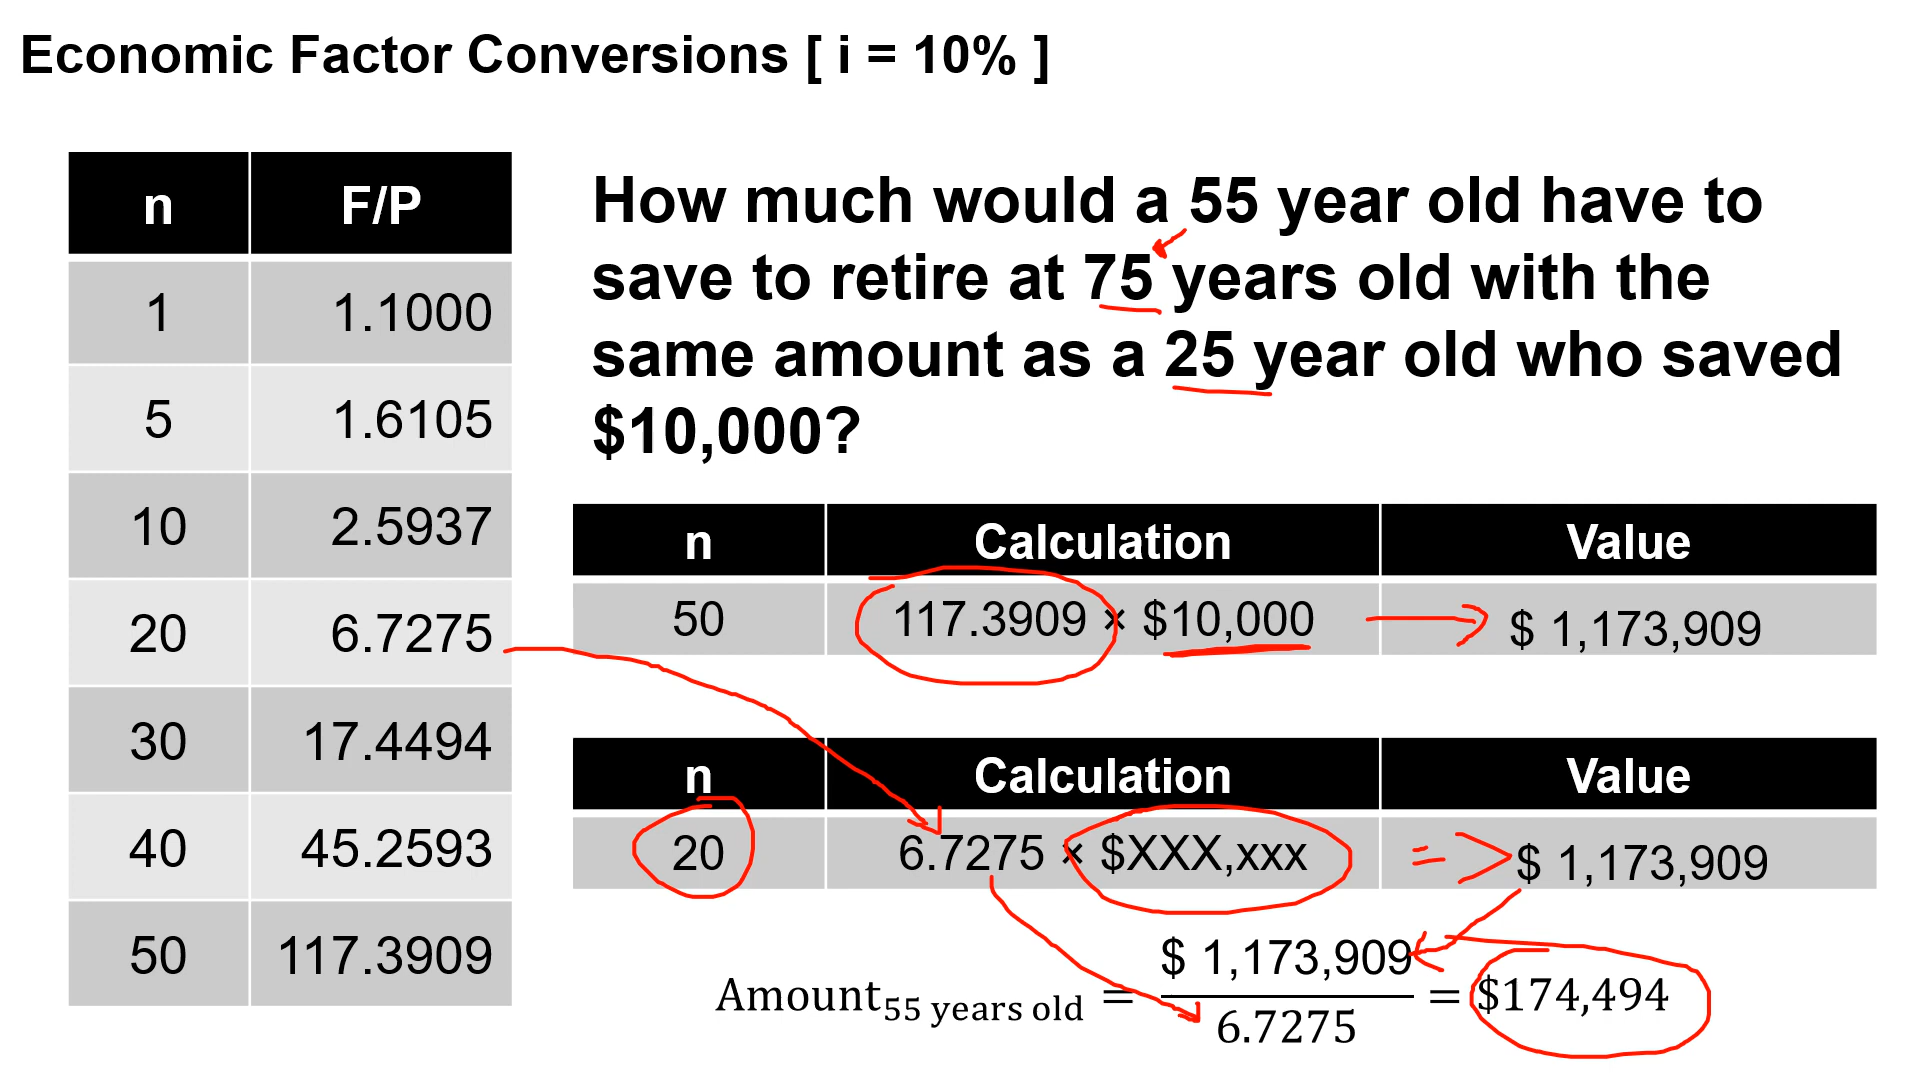 Economic Factor Conversions [ i = 10% ]
n F/P
1 1.1000
5 1.6105
10 2.5937
20 6.7275
30 17.4494
40 45.2593
50 117.3909
How much would a 55 year old have to
save to retire at 75 years old with the
same amount as a 25 year old who saved
$10,000?
n Calculation Value
50 117.3909 × $10,000 $ 1,173,909
n Calculation Value
20 6.7275 × $XXX,xxx $ 1,173,909
Amount55 years old = $ 1,173,909 / 6.7275 = $174,494